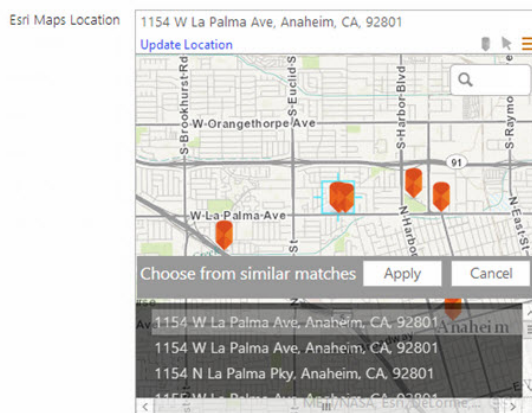 Esri Maps Location
1154 W La Palma Ave, Anaheim, CA, 92801
Update Location
S-Brookhurst-Rd
S-Euclid-S
S-Harbor-Blvd
S-Raymo
W-Orangethorpe-Ave
91
W-La-Palma-Ave
N-Harbor
N-East-St
St
Choose from similar matches
Apply
Cancel
1154 W La Palma Ave, Anaheim, CA, 92801
Anaheim
1154 W La Palma Ave, Anaheim, CA, 92801
1154 N La Palma Pky, Anaheim, CA, 92801